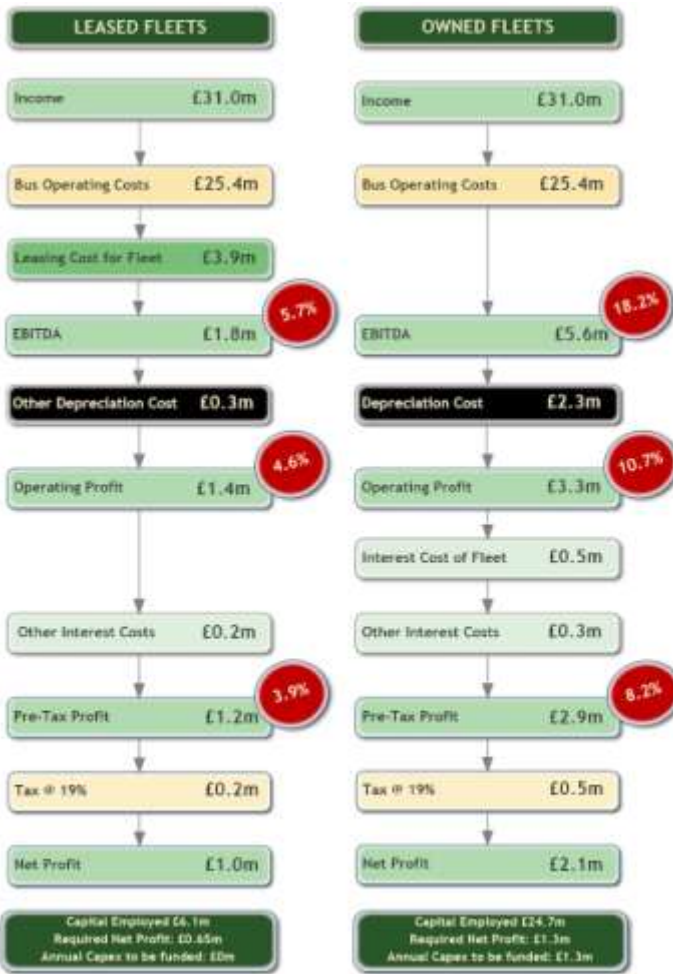 LEASED FLEETS
Income £31.0m
Bus Operating Costs £25.4m
Leasing Cost for Fleet £3.9m
5.7%
EBITDA £1.8m
Other Depreciation Cost £0.3m
4.6%
Operating Profit £1.4m
Other Interest Costs £0.2m
3.9%
Pre-Tax Profit £1.2m
Tax @ 19% £0.2m
Net Profit £1.0m
Capital Employed £6.1m
Required Net Profit: £0.65m
Annual Capex to be funded: £0m
OWNED FLEETS
Income £31.0m
Bus Operating Costs £25.4m
18.2%
EBITDA £5.6m
Depreciation Cost £2.3m
10.7%
Operating Profit £3.3m
Interest Cost of Fleet £0.5m
Other Interest Costs £0.3m
8.2%
Pre-Tax Profit £2.9m
Tax @ 19% £0.5m
Net Profit £2.1m
Capital Employed £24.7m
Required Net Profit: £1.3m
Annual Capex to be funded: £1.3m